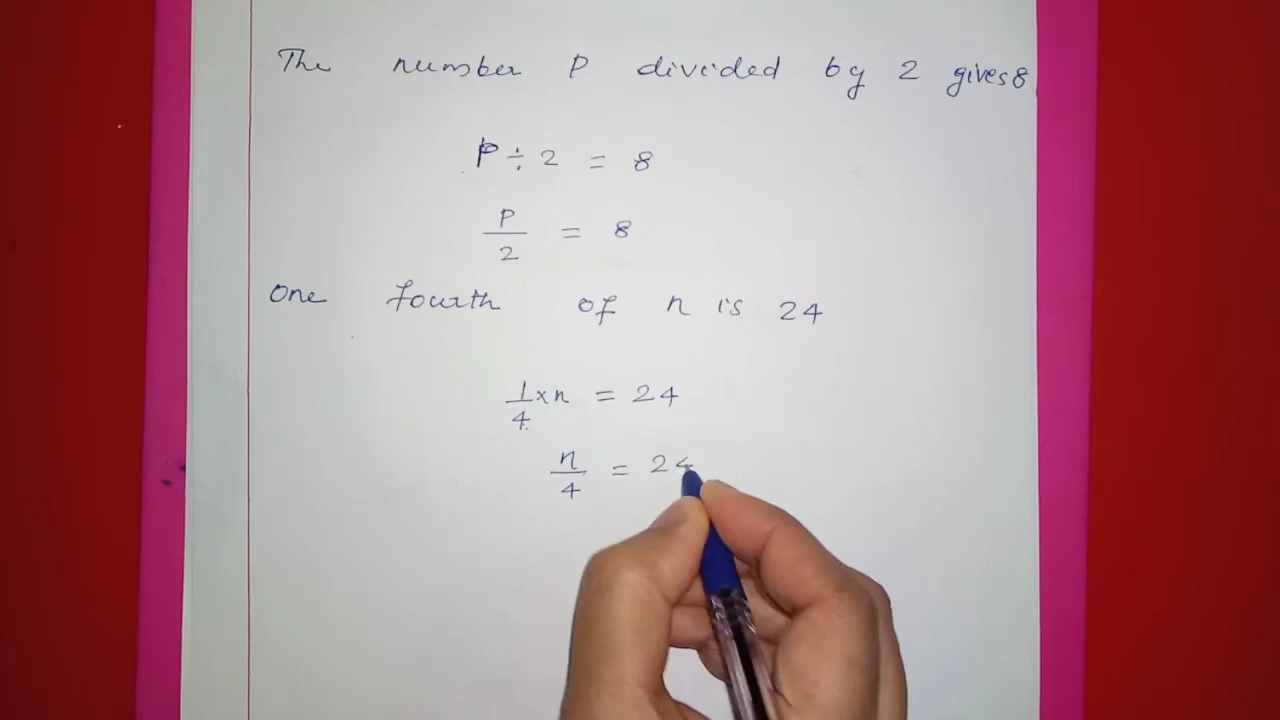 The number P divided by 2 gives 8
P ÷ 2 = 8
P/2 = 8
One fourth of n is 24
1/4 × n = 24
n/4 = 24